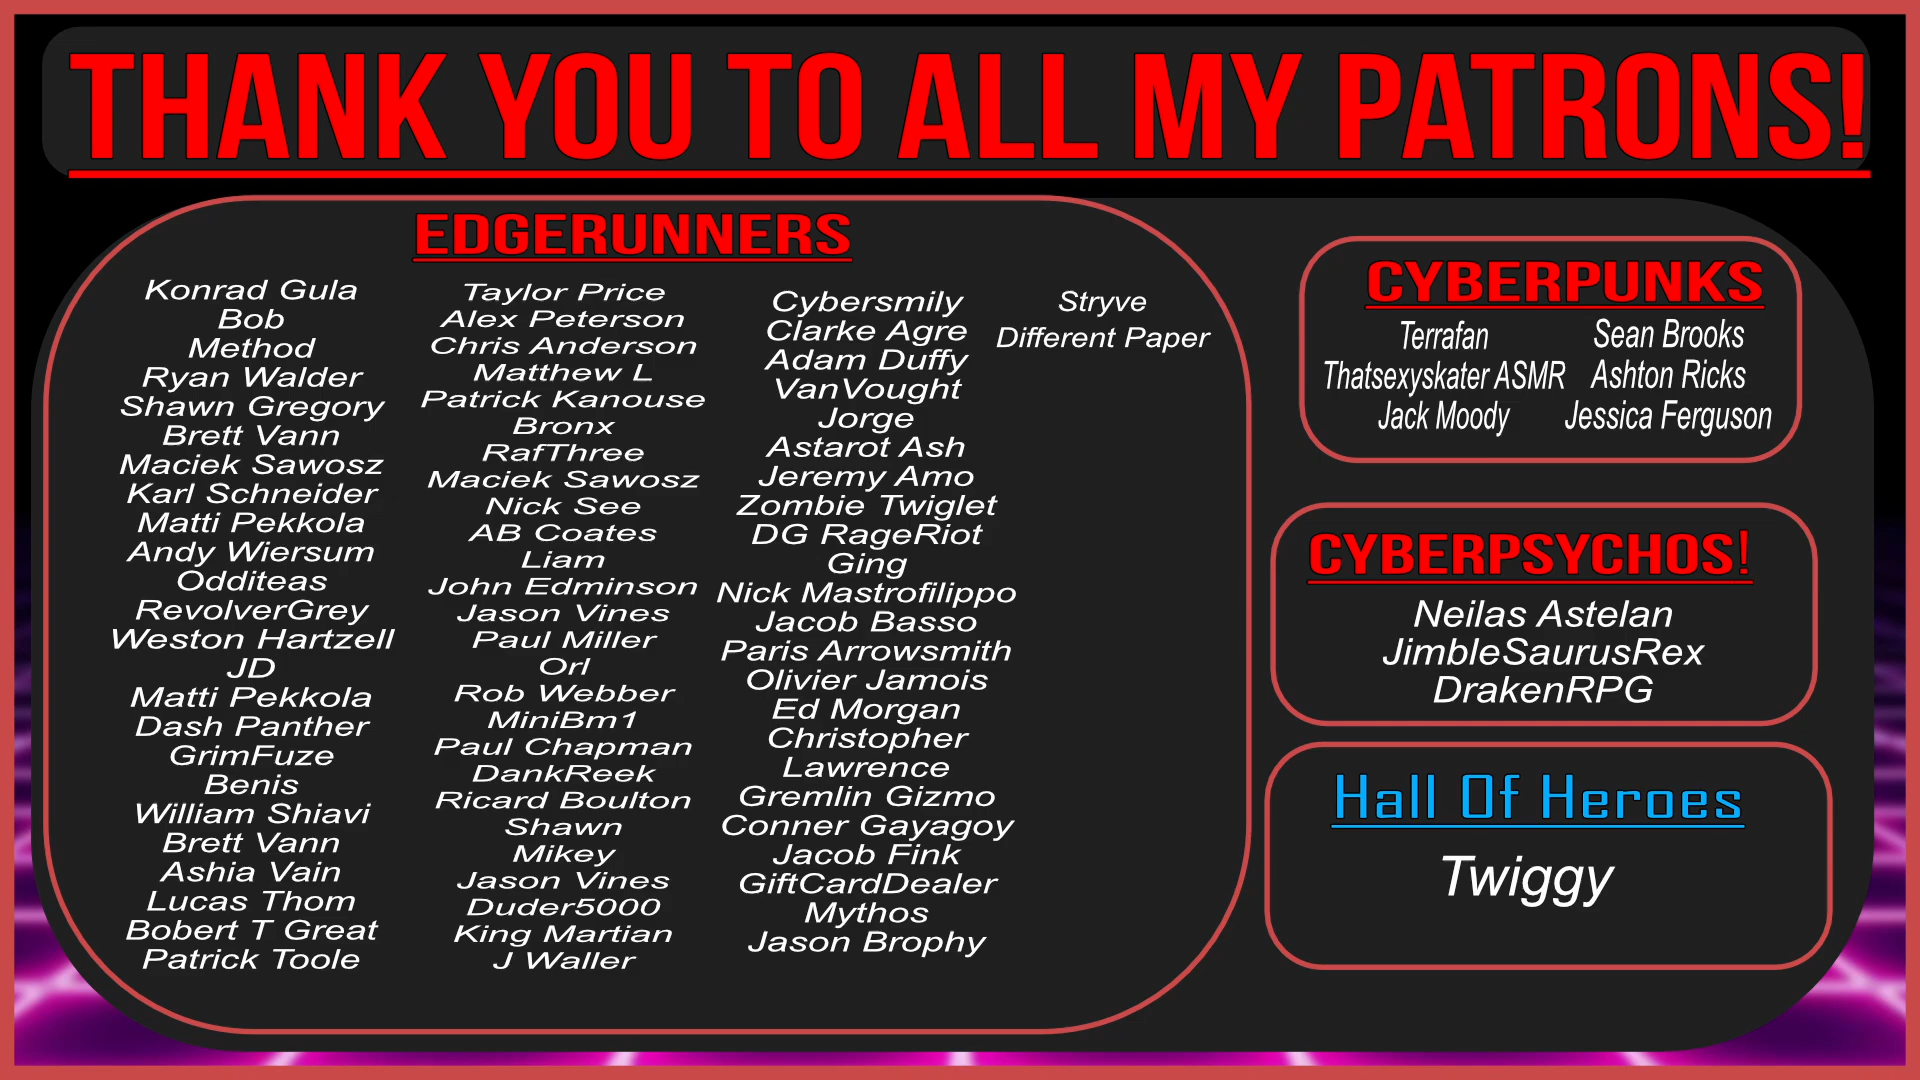 THANK YOU TO ALL MY PATRONS!
EDGERUNNERS
Konrad Gula
Bob
Method
Ryan Walder
Shawn Gregory
Brett Vann
Maciek Sawosz
Karl Schneider
Matti Pekkola
Andy Wiersum
Odditeas
RevolverGrey
Weston Hartzell
JD
Matti Pekkola
Dash Panther
GrimFuze
Benis
William Shiavi
Brett Vann
Ashia Vain
Lucas Thom
Bobert T Great
Patrick Toole
Taylor Price
Alex Peterson
Chris Anderson
Matthew L
Patrick Kanouse
Bronx
RafThree
Maciek Sawosz
Nick See
AB Coates
Liam
John Edminson
Jason Vines
Paul Miller
Orl
Rob Webber
MiniBm1
Paul Chapman
DankReek
Ricard Boulton
Shawn
Mikey
Jason Vines
Duder5000
King Martian
J Waller
Cybersmily
Clarke Agre
Adam Duffy
VanVought
Jorge
Astarot Ash
Jeremy Amo
Zombie Twiglet
DG RageRiot
Ging
Nick Mastrofilippo
Jacob Basso
Paris Arrowsmith
Olivier Jamois
Ed Morgan
Christopher
Lawrence
Gremlin Gizmo
Conner Gayagoy
Jacob Fink
GiftCardDealer
Mythos
Jason Brophy
Stryve
Different Paper
CYBERPUNKS
Terrafan
Thatsexyskater ASMR
Jack Moody
Sean Brooks
Ashton Ricks
Jessica Ferguson
CYBERPSYCHOS!
Neilas Astelan
JimbleSaurusRex
DrakenRPG
Hall Of Heroes
Twiggy